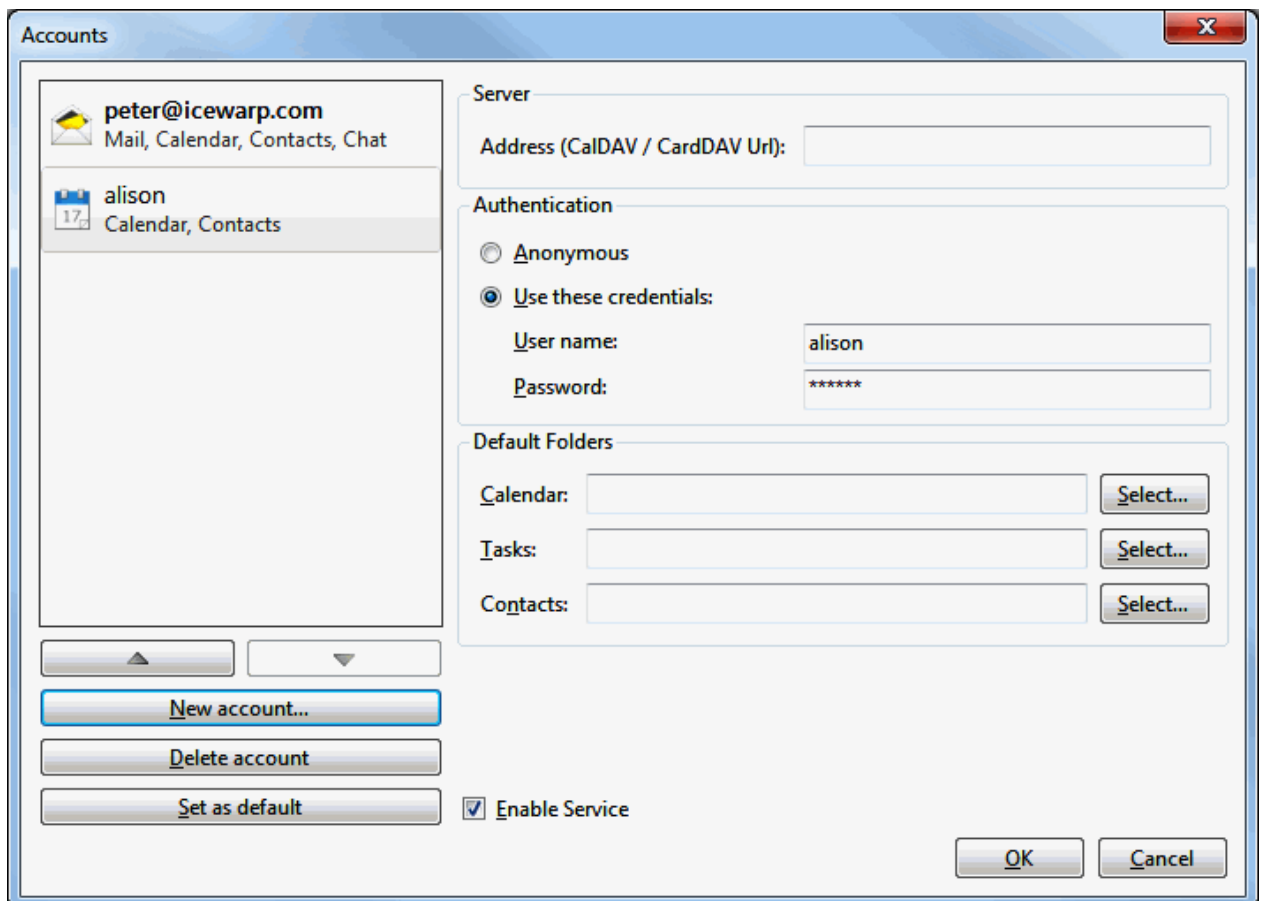 Accounts
peter@icewarp.com
Mail, Calendar, Contacts, Chat
alison
Calendar, Contacts
17
New account...
Delete account
Set as default
Server
Address (CalDAV / CardDAV Url):
Authentication
Anonymous
Use these credentials:
User name: alison
Password: ******
Default Folders
Calendar: Select...
Tasks: Select...
Contacts: Select...
Enable Service
OK Cancel